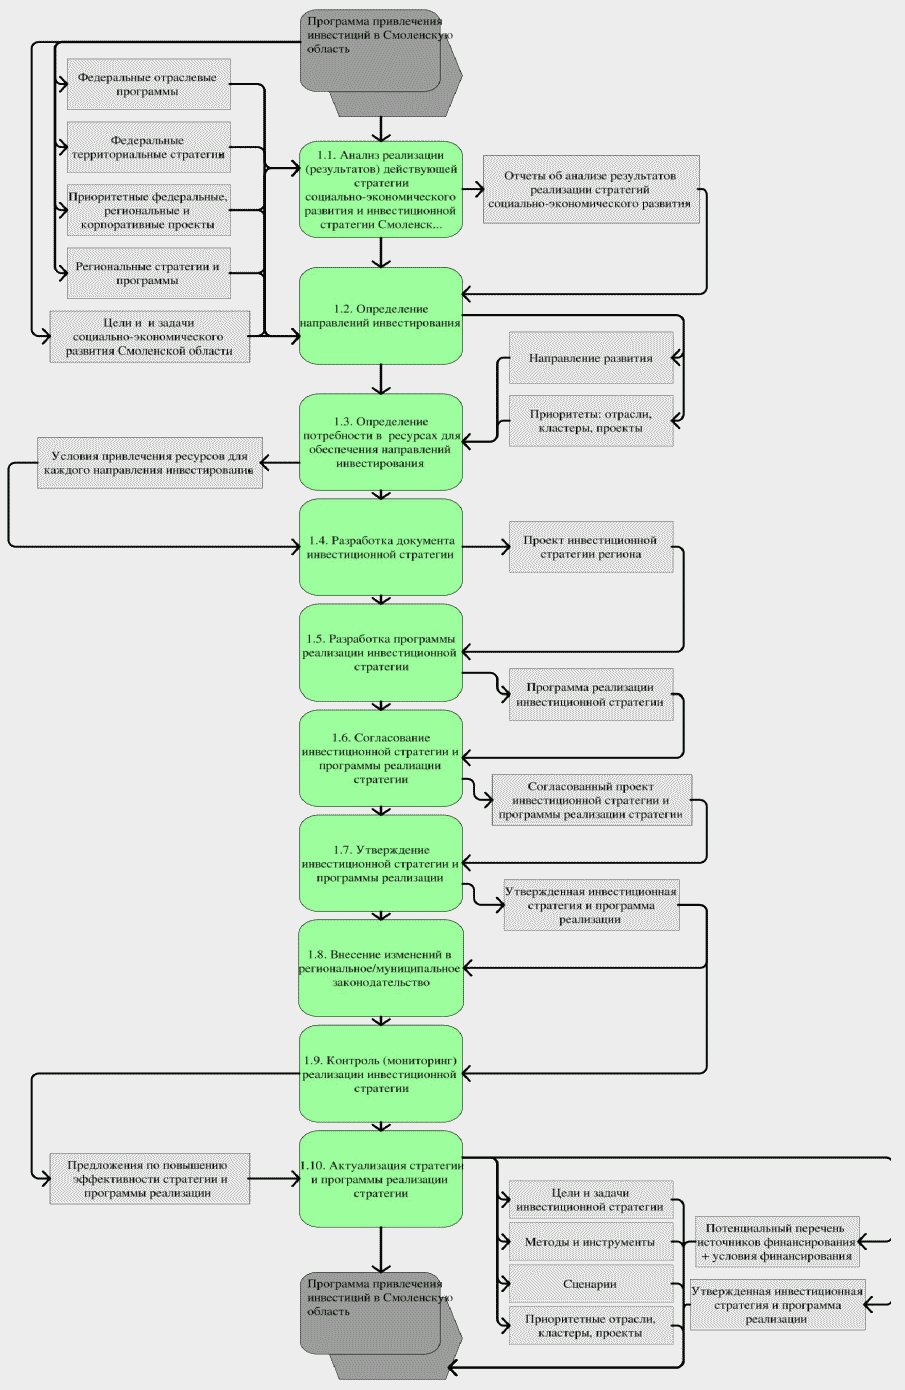 Программа привлечения
инвестиций в Смоленскую
область
Федеральные отраслевые
программы
Федеральные
территориальные стратегии
Приоритетные федеральные,
региональные и
корпоративные проекты
Региональные стратегии и
программы
Цели и  и задачи
социально-экономического
развития Смоленской области
1.1. Анализ реализации
(результатов) действующей
стратегии
социально-экономического
развития и инвестиционной
стратегии Смоленск...
Отчеты об анализе результатов
реализации стратегий
социально-экономического развития
1.2. Определение
направлений инвестирования
Направление развития
Приоритеты: отрасли,
кластеры, проекты
1.3. Определение
потребности в  ресурсах для
обеспечения направлений
инвестирования
Условия привлечения ресурсов для
каждого направления инвестирование
1.4. Разработка документа
инвестиционной стратегии
Проект инвестиционной
стратегии региона
1.5. Разработка программы
реализации инвестиционной
стратегии
Программа реализации
инвестиционной стратегии
1.6. Согласование
инвестиционной стратегии и
программы реалиации
стратегии
Согласованный проект
инвестиционной стратегии и
программы реализации стратегии
1.7. Утверждение
инвестиционной стратегии и
программы реализации
Утвержденная инвестиционная
стратегия и программа
реализации
1.8. Внесение изменений в
региональное/муниципальное
законодательство
1.9. Контроль (мониторинг)
реализации инвестиционной
стратегии
Предложения по повышению
эффективности стратегии и
программы реализации
1.10. Актуализация стратегии
и программы реализации
стратегии
Цели и задачи
инвестиционной стратегии
Методы и инструменты
Сценарии
Приоритетные отрасли,
кластеры, проекты
Потенциальный перечень
источников финансирования
+ условия финансирования
Утвержденная инвестиционная
стратегия и программа
реализации
Программа привлечения
инвестиций в Смоленскую
область